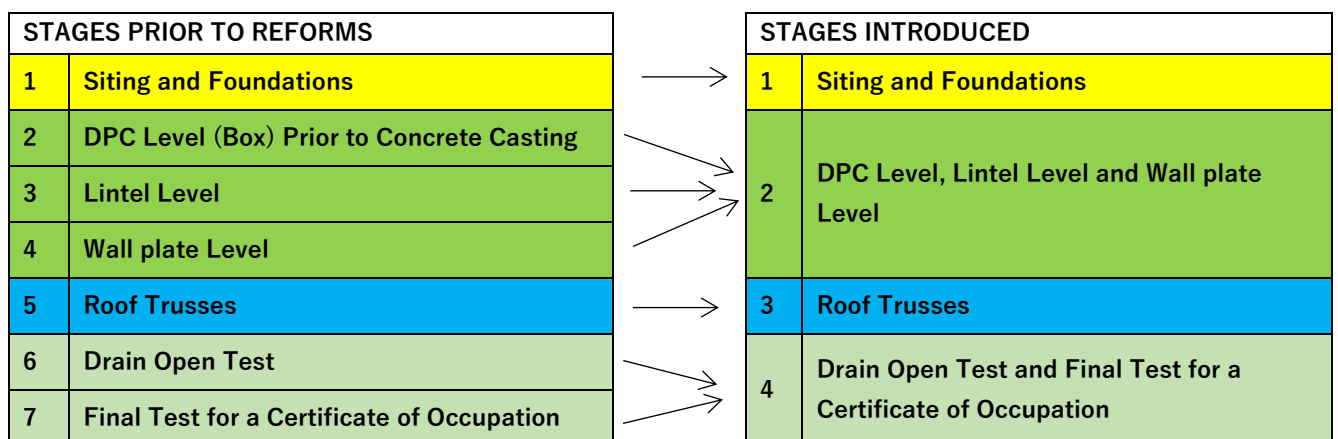 STAGES PRIOR TO REFORMS
1 Siting and Foundations
2 DPC Level (Box) Prior to Concrete Casting
3 Lintel Level
4 Wall plate Level
5 Roof Trusses
6 Drain Open Test
7 Final Test for a Certificate of Occupation
STAGES INTRODUCED
1 Siting and Foundations
2 DPC Level, Lintel Level and Wall plate
Level
3 Roof Trusses
4 Drain Open Test and Final Test for a
Certificate of Occupation